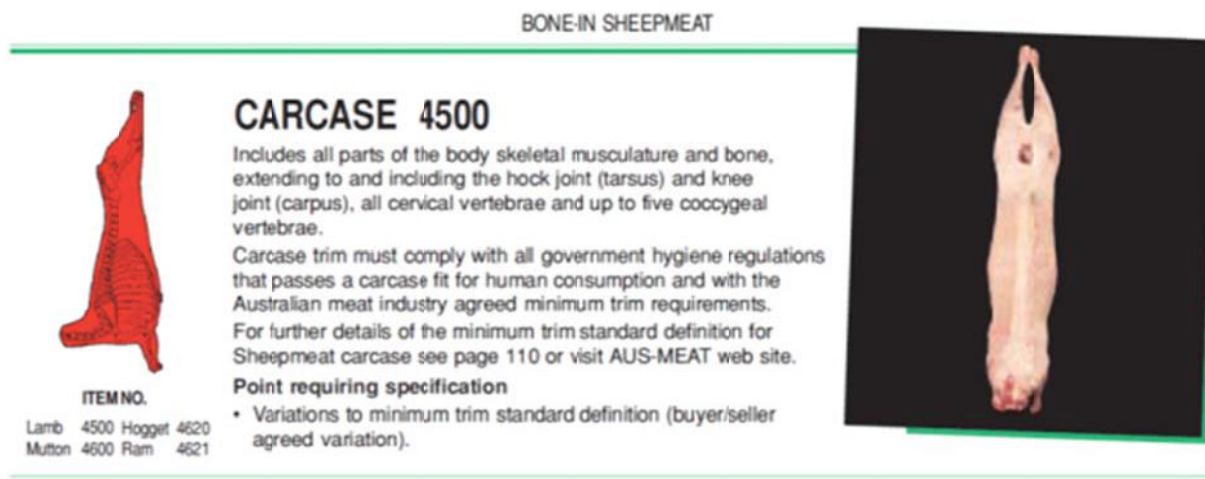 BONE-IN SHEEPMEAT
CARCASE 4500
Includes all parts of the body skeletal musculature and bone,
extending to and including the hock joint (tarsus) and knee
joint (carpus), all cervical vertebrae and up to five coccygeal
vertebrae.
Carcase trim must comply with all government hygiene regulations
that passes a carcase fit for human consumption and with the
Australian meat industry agreed minimum trim requirements.
For further details of the minimum trim standard definition for
Sheepmeat carcase see page 110 or visit AUS-MEAT web site.
Point requiring specification
• Variations to minimum trim standard definition (buyer/seller
agreed variation).
ITEM NO.
Lamb 4500 Hogget 4620
Mutton 4600 Ram 4621